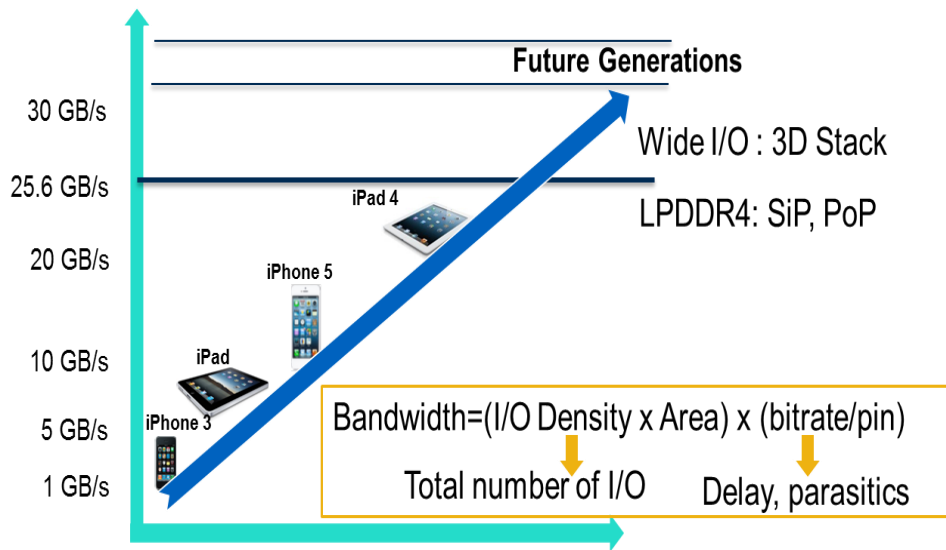 Future Generations
30 GB/s
Wide I/O : 3D Stack
25.6 GB/s
iPad 4
LPDDR4: SiP, PoP
20 GB/s
iPhone 5
iPad
10 GB/s
iPhone 3
5 GB/s
1 GB/s
Bandwidth=(I/O Density x Area) x (bitrate/pin)
Total number of I/O
Delay, parasitics